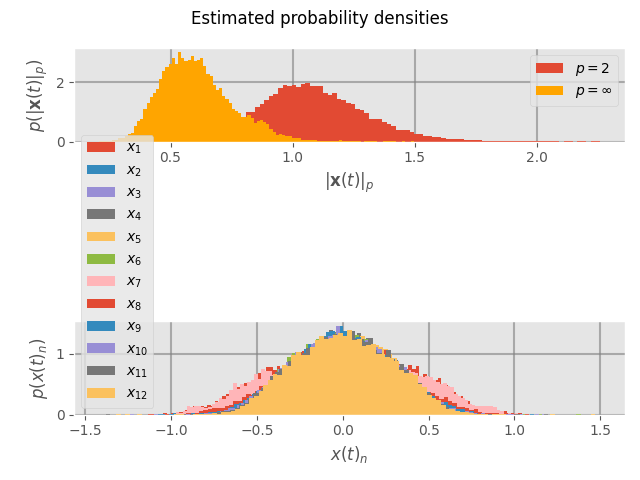 Estimated probability densities
p(|x(t)|ₚ)
2
0
p = 2
p = ∞
0.5 1.0 1.5 2.0
|x(t)|ₚ
x₁
x₂
x₃
x₄
x₅
x₆
x₇
x₈
x₉
x₁₀
x₁₁
x₁₂
p(x(t)ₙ)
1
0
−1.5 −1.0 −0.5 0.0 0.5 1.0 1.5
x(t)ₙ